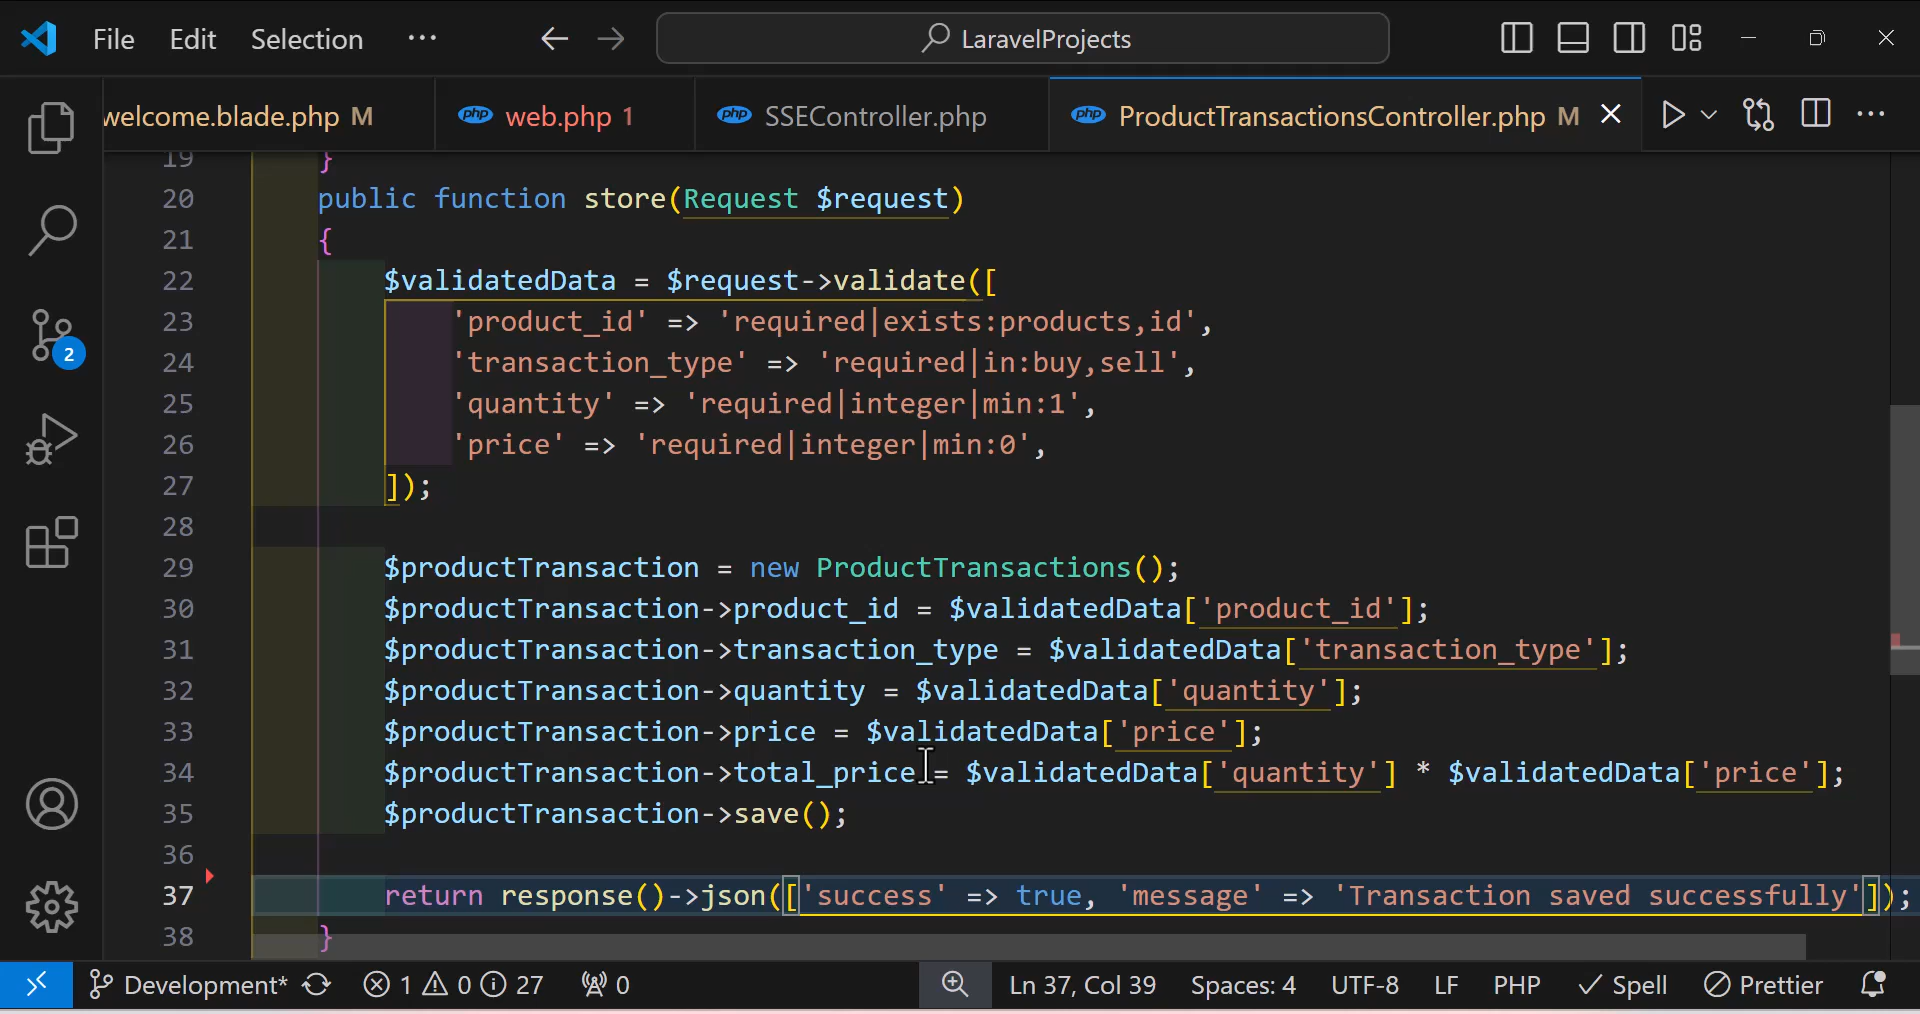 File Edit Selection ··· LaravelProjects
welcome.blade.php M php web.php 1 php SSEController.php php ProductTransactionsController.php M
19 }
20 public function store(Request $request)
21 {
22 $validatedData = $request->validate([
23 'product_id' => 'required|exists:products,id',
24 'transaction_type' => 'required|in:buy,sell',
25 'quantity' => 'required|integer|min:1',
26 'price' => 'required|integer|min:0',
27 ]);
28
29 $productTransaction = new ProductTransactions();
30 $productTransaction->product_id = $validatedData['product_id'];
31 $productTransaction->transaction_type = $validatedData['transaction_type'];
32 $productTransaction->quantity = $validatedData['quantity'];
33 $productTransaction->price = $validatedData['price'];
34 $productTransaction->total_price = $validatedData['quantity'] * $validatedData['price'];
35 $productTransaction->save();
36
37 return response()->json(['success' => true, 'message' => 'Transaction saved successfully']);
38 }
2
Development* 1 0 27 0 Ln 37, Col 39 Spaces: 4 UTF-8 LF PHP Spell Prettier